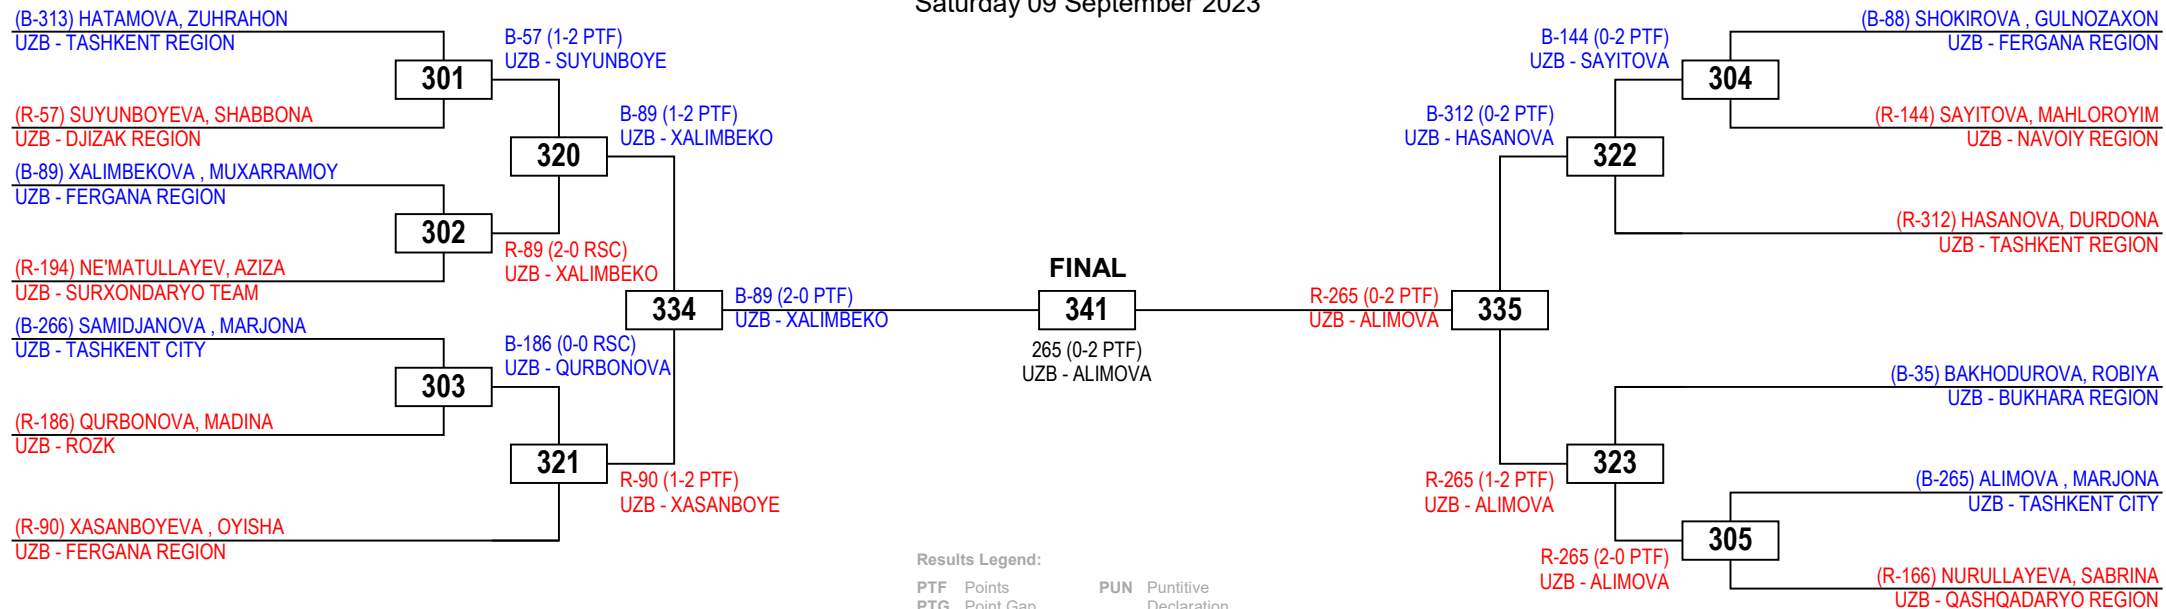 Saturday 09 September 2023
(B-313) HATAMOVA, ZUHRAHON
UZB - TASHKENT REGION
(R-57) SUYUNBOYEVA, SHABBONA
UZB - DJIZAK REGION
(B-89) XALIMBEKOVA , MUXARRAMOY
UZB - FERGANA REGION
(R-194) NE'MATULLAYEV, AZIZA
UZB - SURXONDARYO TEAM
(B-266) SAMIDJANOVA , MARJONA
UZB - TASHKENT CITY
(R-186) QURBONOVA, MADINA
UZB - ROZK
(R-90) XASANBOYEVA , OYISHA
UZB - FERGANA REGION
301
302
303
B-57 (1-2 PTF)
UZB - SUYUNBOYE
R-89 (2-0 RSC)
UZB - XALIMBEKO
B-186 (0-0 RSC)
UZB - QURBONOVA
320
321
B-89 (1-2 PTF)
UZB - XALIMBEKO
R-90 (1-2 PTF)
UZB - XASANBOYE
334
B-89 (2-0 PTF)
UZB - XALIMBEKO
FINAL
341
265 (0-2 PTF)
UZB - ALIMOVA
R-265 (0-2 PTF)
UZB - ALIMOVA
335
B-312 (0-2 PTF)
UZB - HASANOVA
R-265 (1-2 PTF)
UZB - ALIMOVA
322
323
B-144 (0-2 PTF)
UZB - SAYITOVA
R-265 (2-0 PTF)
UZB - ALIMOVA
304
305
(B-88) SHOKIROVA , GULNOZAXON
UZB - FERGANA REGION
(R-144) SAYITOVA, MAHLOROYIM
UZB - NAVOIY REGION
(R-312) HASANOVA, DURDONA
UZB - TASHKENT REGION
(B-35) BAKHODUROVA, ROBIYA
UZB - BUKHARA REGION
(B-265) ALIMOVA , MARJONA
UZB - TASHKENT CITY
(R-166) NURULLAYEVA, SABRINA
UZB - QASHQADARYO REGION
Results Legend:
PTF Points PUN Puntitive
PTG Point Gap Declaration